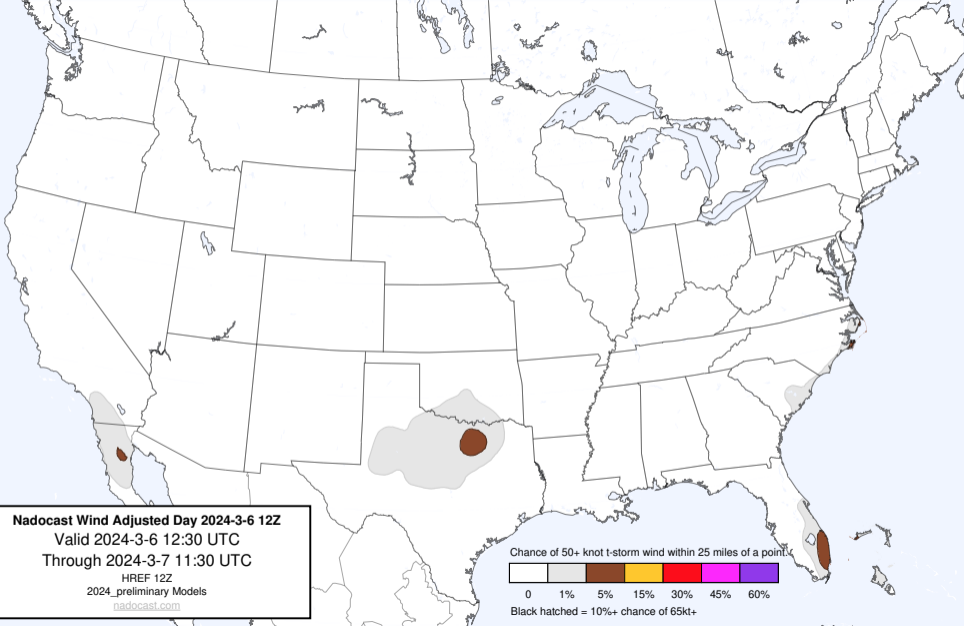 Nadocast Wind Adjusted Day 2024-3-6 12Z
Valid 2024-3-6 12:30 UTC
Through 2024-3-7 11:30 UTC
HREF 12Z
2024_preliminary Models
nadocast.com
Chance of 50+ knot t-storm wind within 25 miles of a point.
0 1% 5% 15% 30% 45% 60%
Black hatched = 10%+ chance of 65kt+